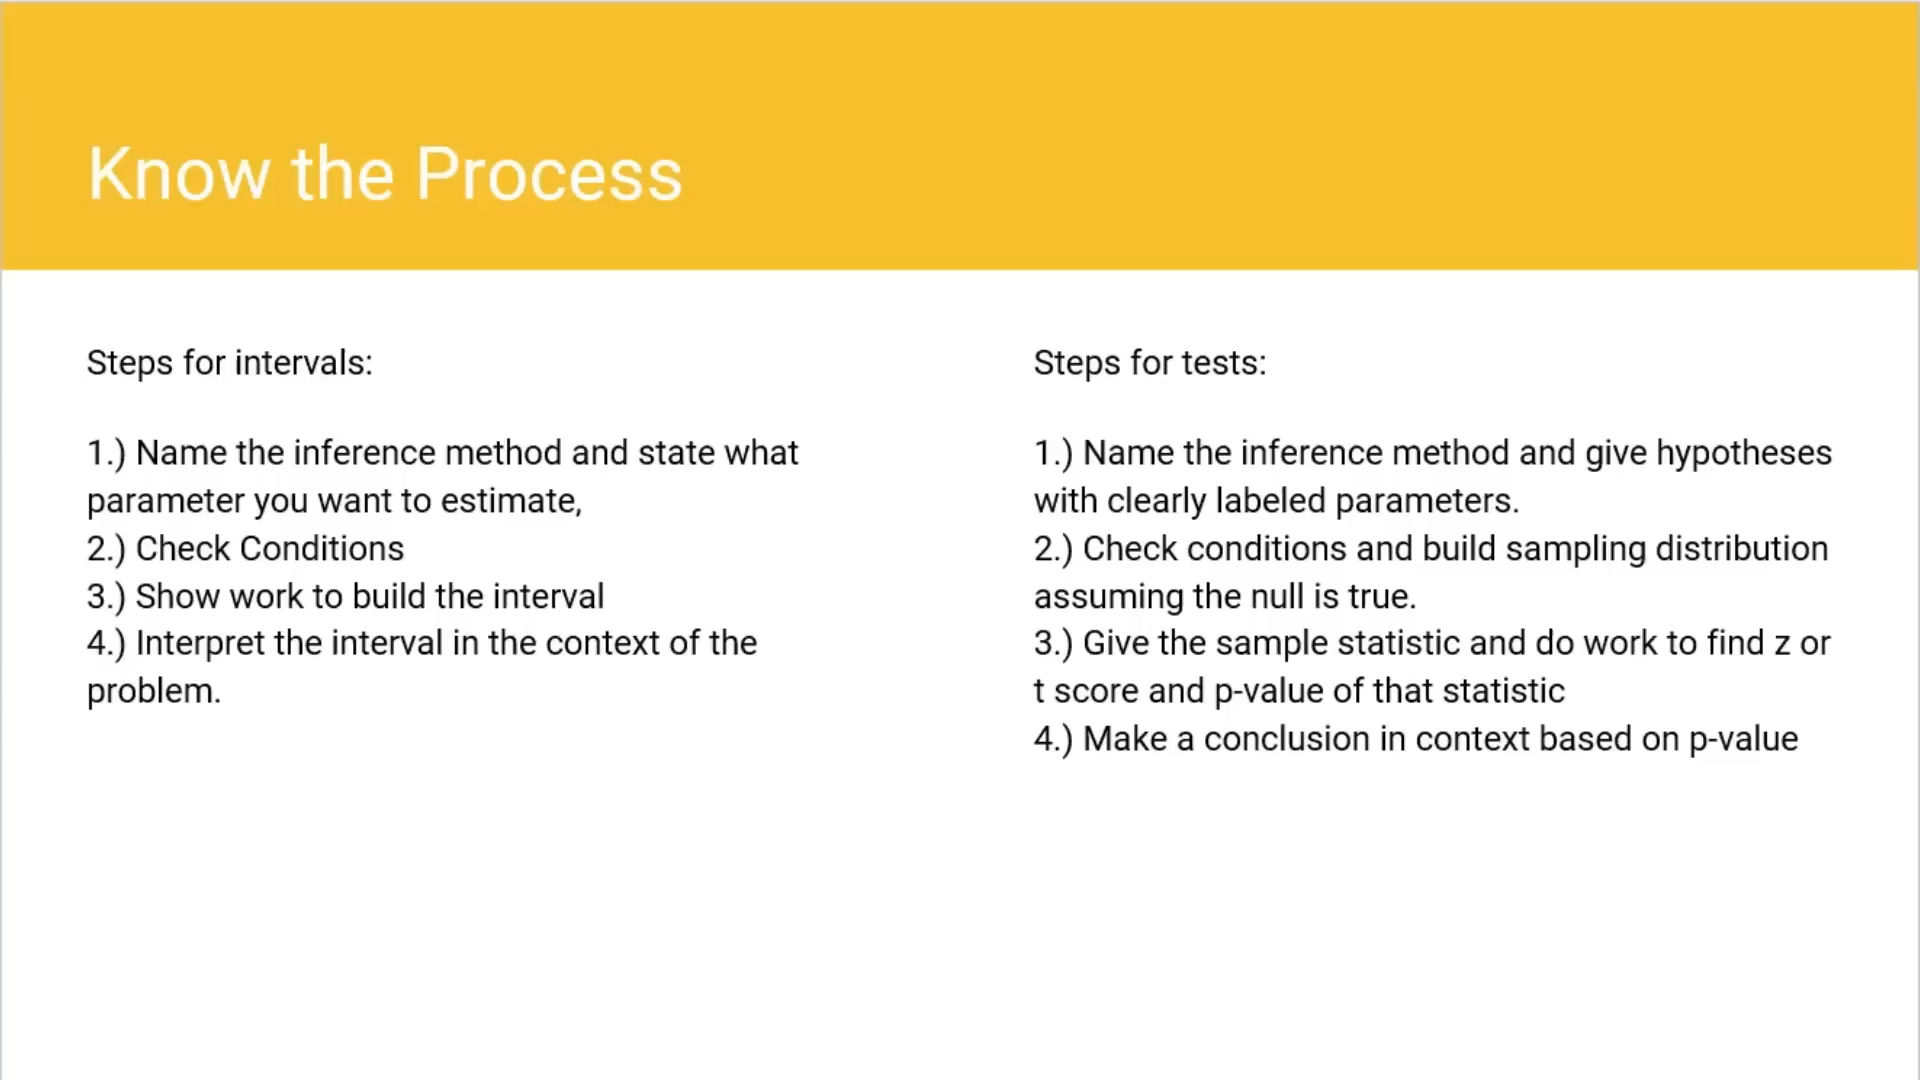 Know the Process
Steps for intervals:
1.) Name the inference method and state what
parameter you want to estimate,
2.) Check Conditions
3.) Show work to build the interval
4.) Interpret the interval in the context of the
problem.
Steps for tests:
1.) Name the inference method and give hypotheses
with clearly labeled parameters.
2.) Check conditions and build sampling distribution
assuming the null is true.
3.) Give the sample statistic and do work to find z or
t score and p-value of that statistic
4.) Make a conclusion in context based on p-value